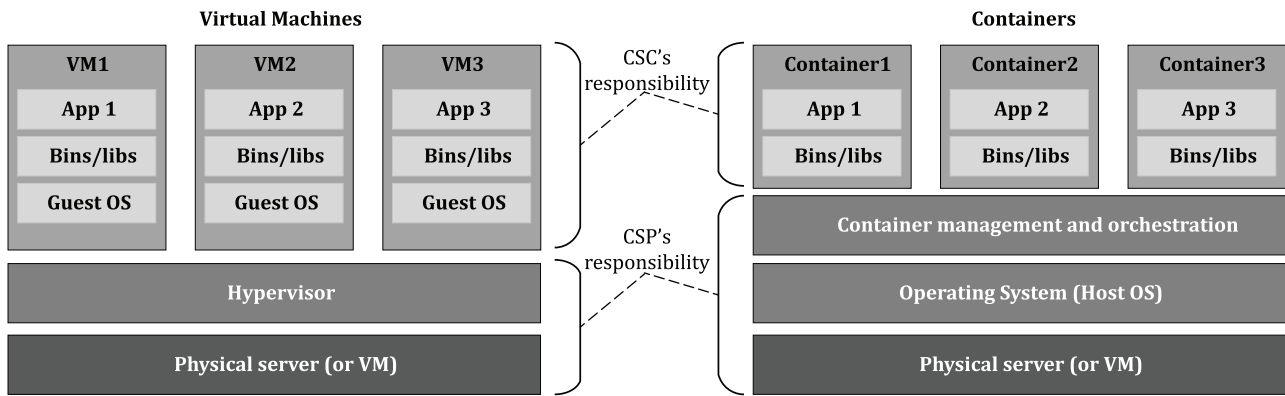 Virtual Machines
VM1
App 1
Bins/libs
Guest OS
VM2
App 2
Bins/libs
Guest OS
VM3
App 3
Bins/libs
Guest OS
Hypervisor
Physical server (or VM)
CSC's
responsibility
CSP's
responsibility
Containers
Container1
App 1
Bins/libs
Container2
App 2
Bins/libs
Container3
App 3
Bins/libs
Container management and orchestration
Operating System (Host OS)
Physical server (or VM)